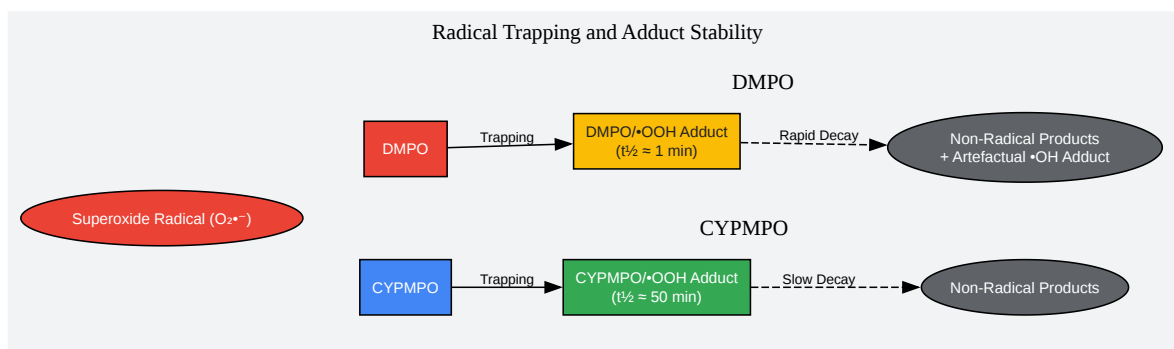 Radical Trapping and Adduct Stability
DMPO
DMPO
Trapping
DMPO/•OOH Adduct
(t½ ≈ 1 min)
Rapid Decay
Non-Radical Products
+ Artefactual •OH Adduct
Superoxide Radical (O₂•⁻)
CYPMPO
CYPMPO
Trapping
CYPMPO/•OOH Adduct
(t½ ≈ 50 min)
Slow Decay
Non-Radical Products